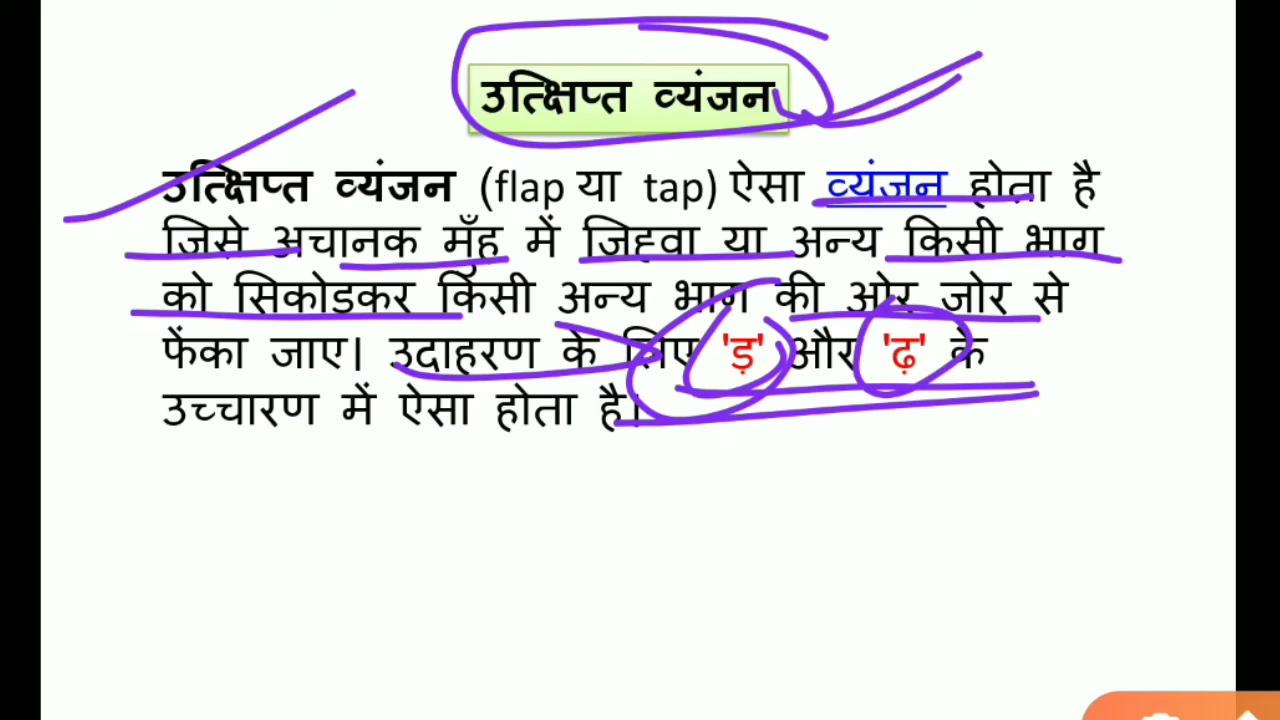 उत्क्षिप्त व्यंजन
उत्क्षिप्त व्यंजन (flap या tap) ऐसा व्यंजन होता है
जिसे अचानक मुँह में जिह्वा या अन्य किसी भाग
को सिकोडकर किसी अन्य भाग की ओर जोर से
फेंका जाए। उदाहरण के लिए 'ड़' और 'ढ़' के
उच्चारण में ऐसा होता है।